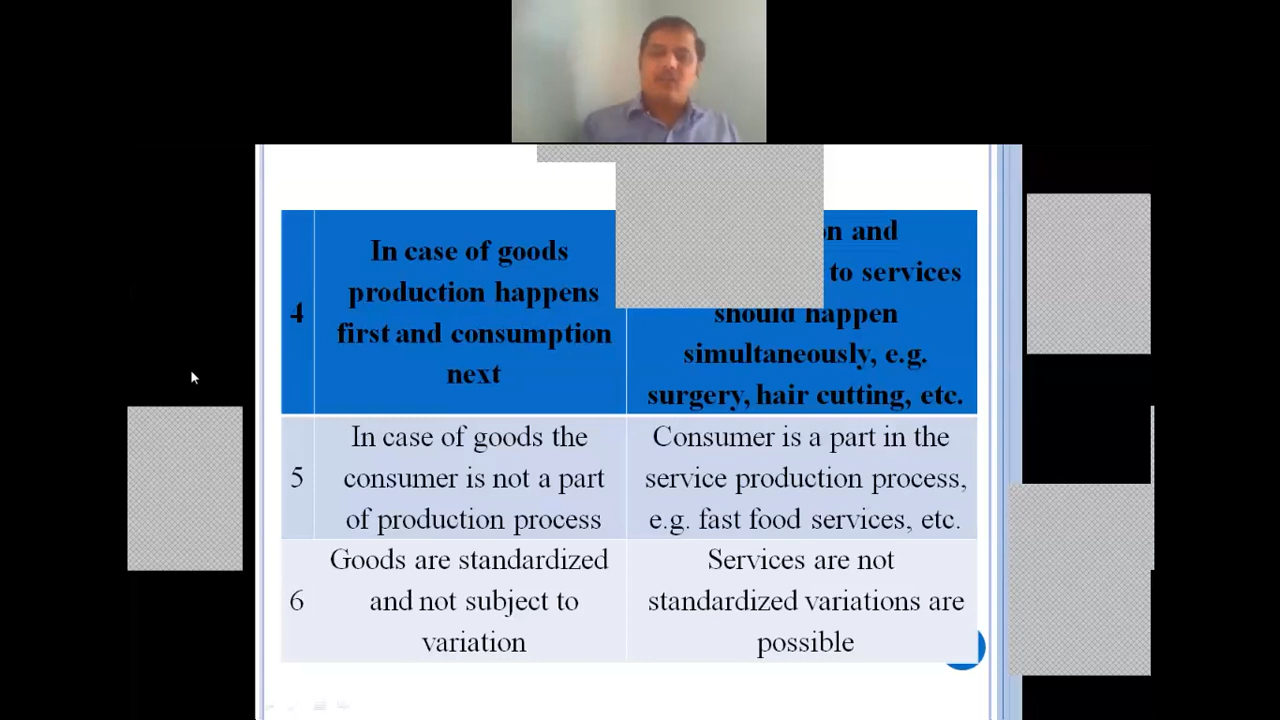 4
In case of goods
production happens
first and consumption
next
and
to services
should happen
simultaneously, e.g.
surgery, hair cutting, etc.
5
In case of goods the
consumer is not a part
of production process
Consumer is a part in the
service production process,
e.g. fast food services, etc.
6
Goods are standardized
and not subject to
variation
Services are not
standardized variations are
possible